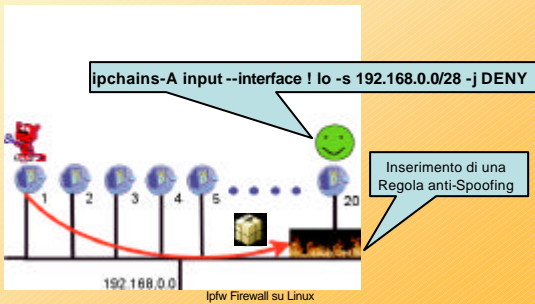 ipchains-A input --interface ! lo -s 192.168.0.0/28 -j DENY
Inserimento di una
Regola anti-Spoofing
1 2 3 4 5 20
192.168.0.0
Ipfw Firewall su Linux